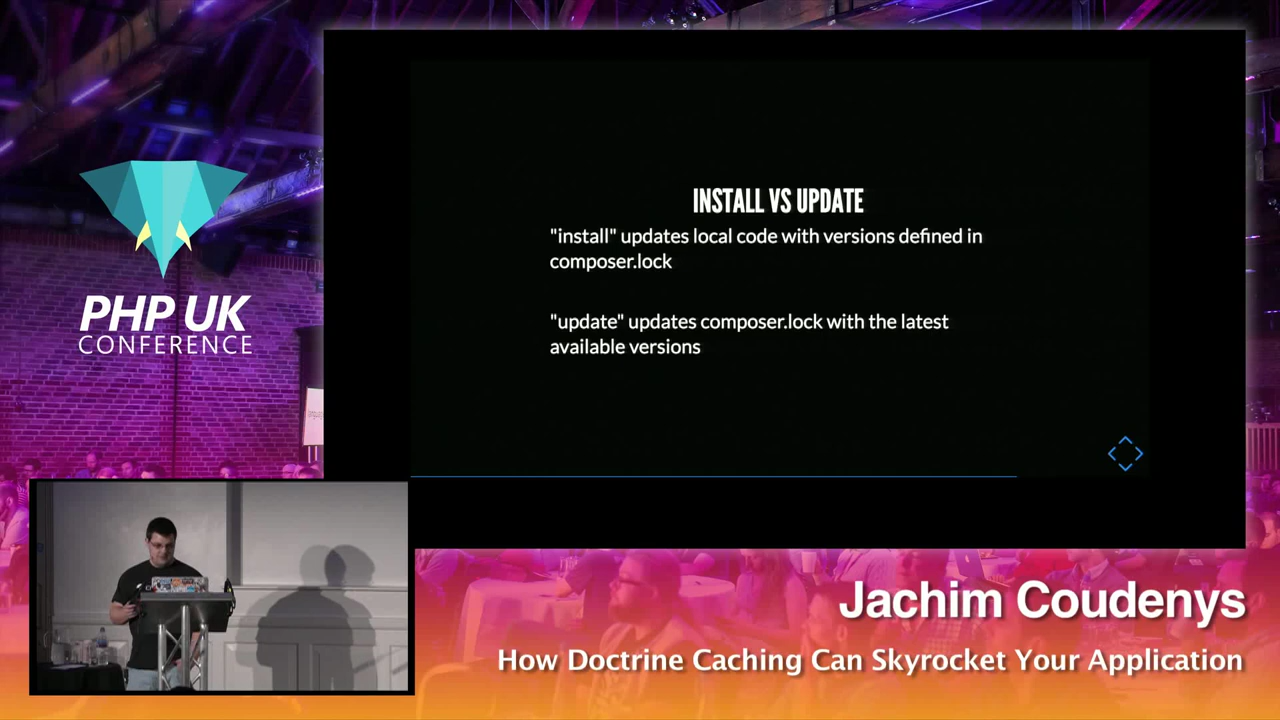 INSTALL VS UPDATE
"install" updates local code with versions defined in
composer.lock
"update" updates composer.lock with the latest
available versions
PHP UK
CONFERENCE
Jachim Coudenys
How Doctrine Caching Can Skyrocket Your Application